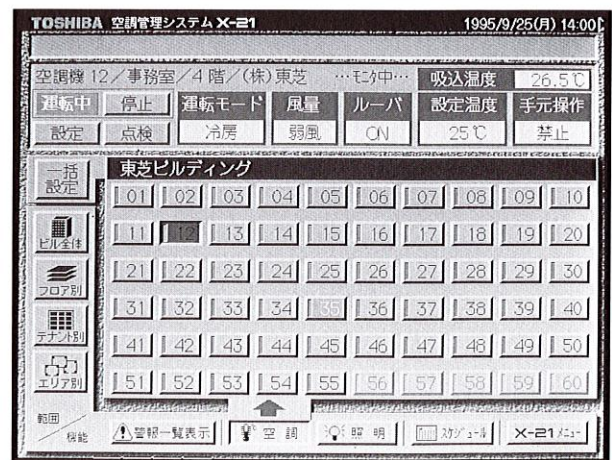 TOSHIBA 空調管理システム X-21 1995/9/25(月) 14:00
空調機 12／事務室／4 階／(株)東芝 …モニタ中… 吸込温度 26.5℃
運転中 停止 運転モード 風量 ルーバ 設定温度 手元操作
設定 点検 冷房 弱風 ON 25℃ 禁止
一括設定 東芝ビルディング
01 02 03 04 05 06 07 08 09 10
11 12 13 14 15 16 17 18 19 20
ビル全体
21 22 23 24 25 26 27 28 29 30
フロア別
31 32 33 34 35 36 37 38 39 40
テナント別
41 42 43 44 45 46 47 48 49 50
エリア別
51 52 53 54 55 56 57 58 59 60
範囲／機能 警報一覧表示 空調 照明 スケジュール X-21メニュー